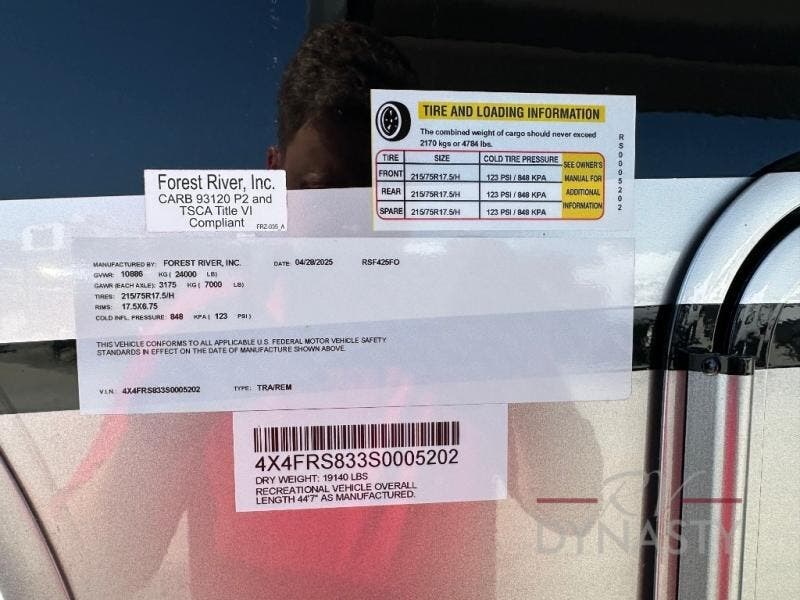 TIRE AND LOADING INFORMATION
The combined weight of cargo should never exceed
2170 kgs or 4784 lbs.
TIRE SIZE COLD TIRE PRESSURE SEE OWNER'S MANUAL FOR ADDITIONAL INFORMATION
FRONT 215/75R17.5/H 123 PSI / 848 KPA
REAR 215/75R17.5/H 123 PSI / 848 KPA
SPARE 215/75R17.5/H 123 PSI / 848 KPA
RS0005202
Forest River, Inc.
CARB 93120 P2 and
TSCA Title VI
Compliant
FRZ-035_A
MANUFACTURED BY: FOREST RIVER, INC. DATE: 04/28/2025 RSF425FO
GVWR: 10886 KG ( 24000 LB)
GAWR (EACH AXLE): 3175 KG ( 7000 LB)
TIRES: 215/75R17.5/H
RIMS: 17.5X6.75
COLD INFL. PRESSURE: 848 KPA ( 123 PSI )
THIS VEHICLE CONFORMS TO ALL APPLICABLE U.S. FEDERAL MOTOR VEHICLE SAFETY
STANDARDS IN EFFECT ON THE DATE OF MANUFACTURE SHOWN ABOVE.
V.I.N.: 4X4FRS833S0005202 TYPE: TRA/REM
4X4FRS833S0005202
DRY WEIGHT: 19140 LBS
RECREATIONAL VEHICLE OVERALL
LENGTH 44'7" AS MANUFACTURED.
RV
DYNASTY